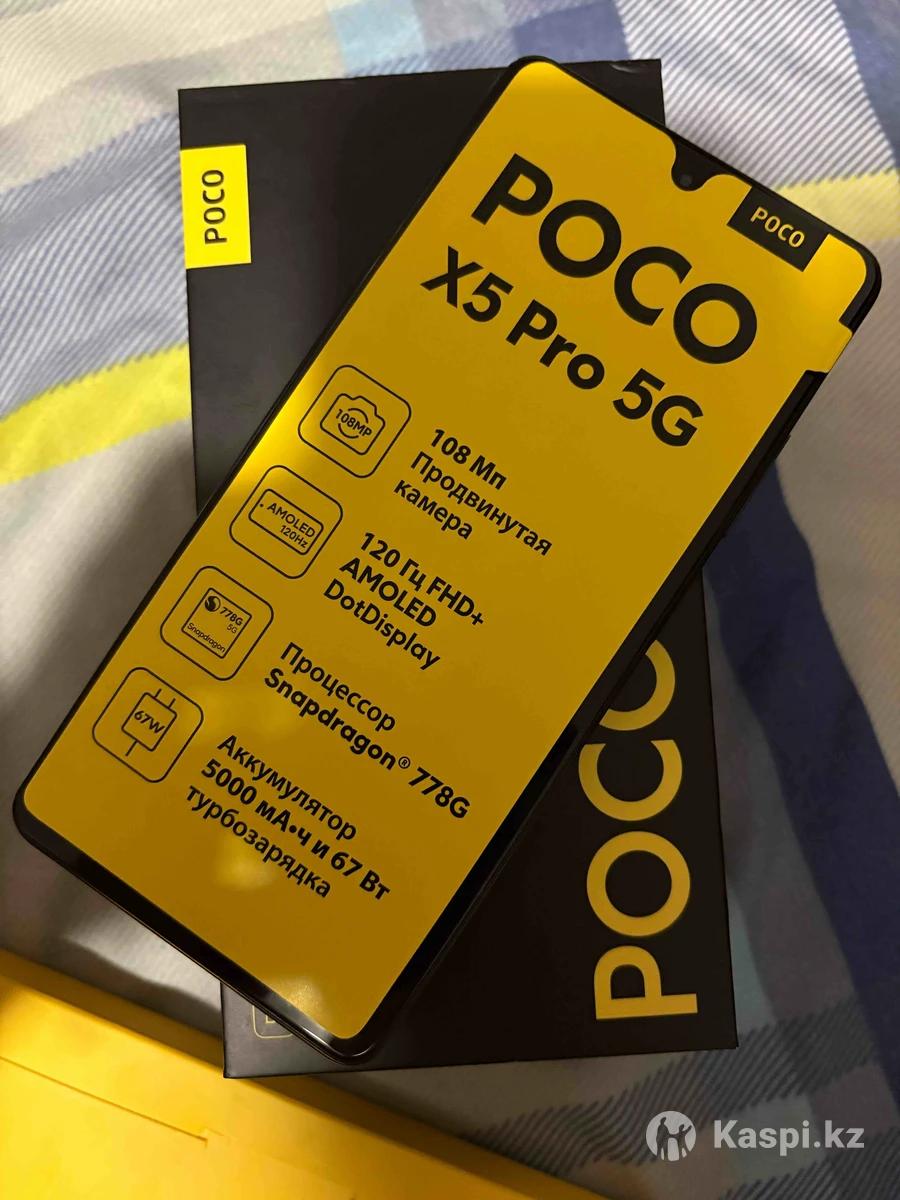 POCO
POCO
POCO
X5 Pro 5G
108MP
108 Мп
Продвинутая
камера
AMOLED
120Hz
120 Гц FHD+
AMOLED
DotDisplay
778G
5G
Snapdragon
Процессор
Snapdragon® 778G
67W
Аккумулятор
5000 мА•ч и 67 Вт
турбозарядка
POCO
Kaspi.kz